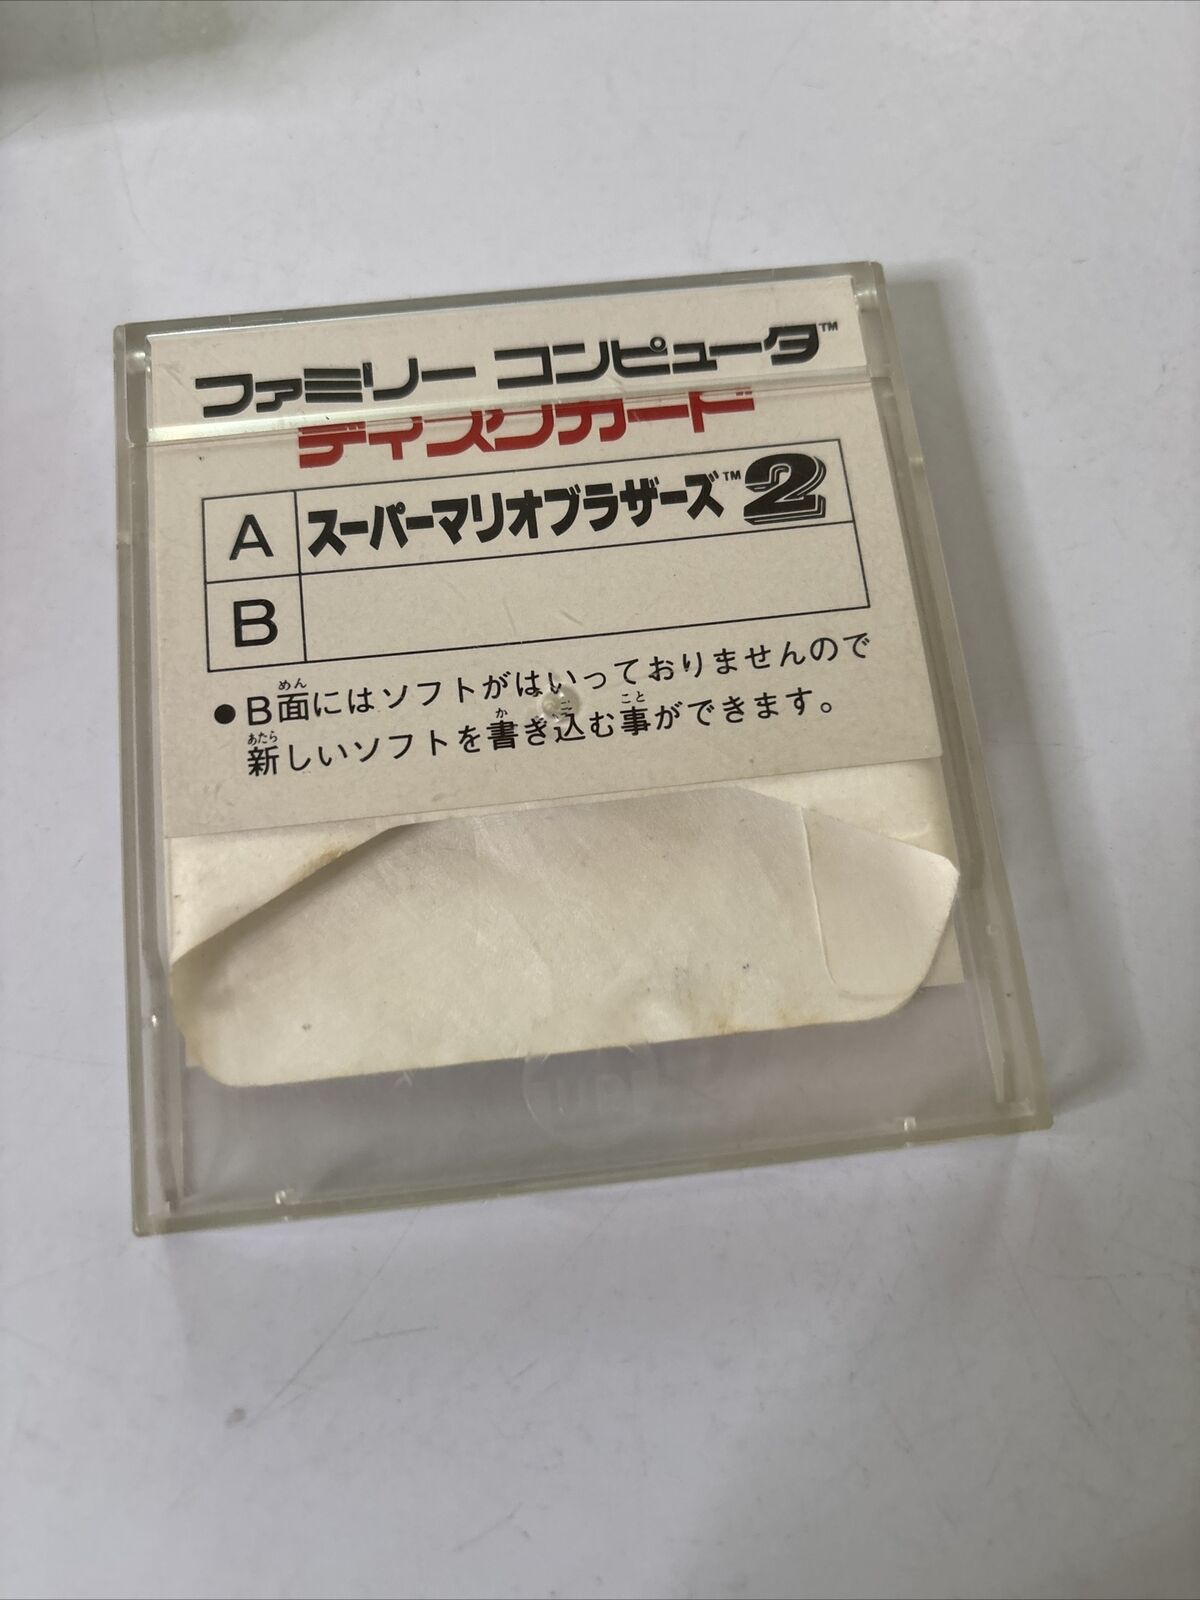 ファミリー コンピュータ™
ディスクカード
A スーパーマリオブラザーズ™2
B
●B面にはソフトがはいっておりませんので
新しいソフトを書き込む事ができます。